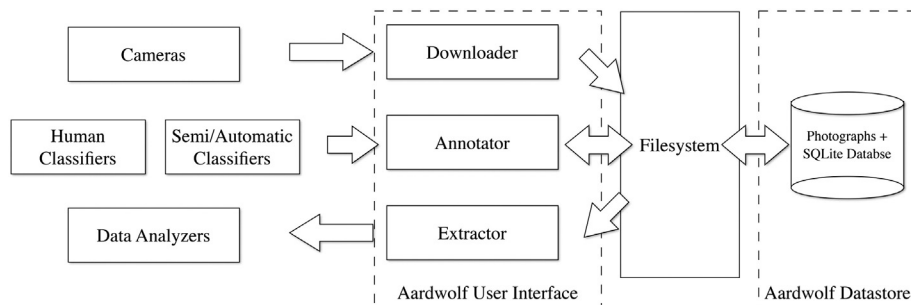 Cameras
Downloader
Human
Classifiers
Semi/Automatic
Classifiers
Annotator
Filesystem
Photographs +
SQLite Databse
Data Analyzers
Extractor
Aardwolf User Interface
Aardwolf Datastore